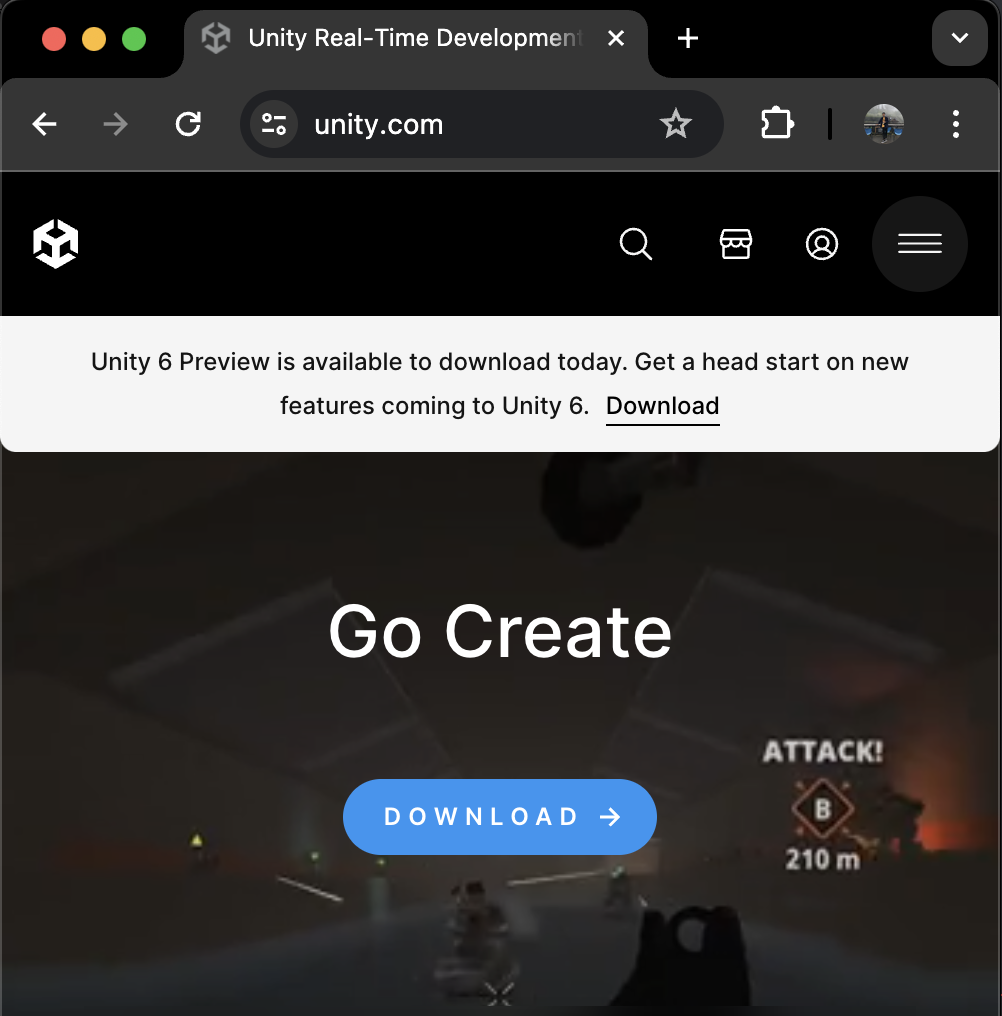 Unity Real-Time Development
unity.com
Unity 6 Preview is available to download today. Get a head start on new
features coming to Unity 6. Download
Go Create
ATTACK!
B
210 m
DOWNLOAD →